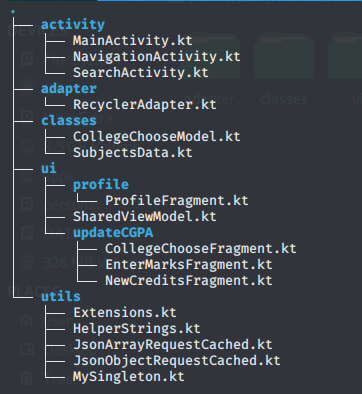 .
├── activity
│   ├── MainActivity.kt
│   ├── NavigationActivity.kt
│   └── SearchActivity.kt
├── adapter
│   └── RecyclerAdapter.kt
├── classes
│   ├── CollegeChooseModel.kt
│   └── SubjectsData.kt
├── ui
│   ├── profile
│   │   └── ProfileFragment.kt
│   ├── SharedViewModel.kt
│   └── updateCGPA
│       ├── CollegeChooseFragment.kt
│       ├── EnterMarksFragment.kt
│       └── NewCreditsFragment.kt
└── utils
    ├── Extensions.kt
    ├── HelperStrings.kt
    ├── JsonArrayRequestCached.kt
    ├── JsonObjectRequestCached.kt
    └── MySingleton.kt